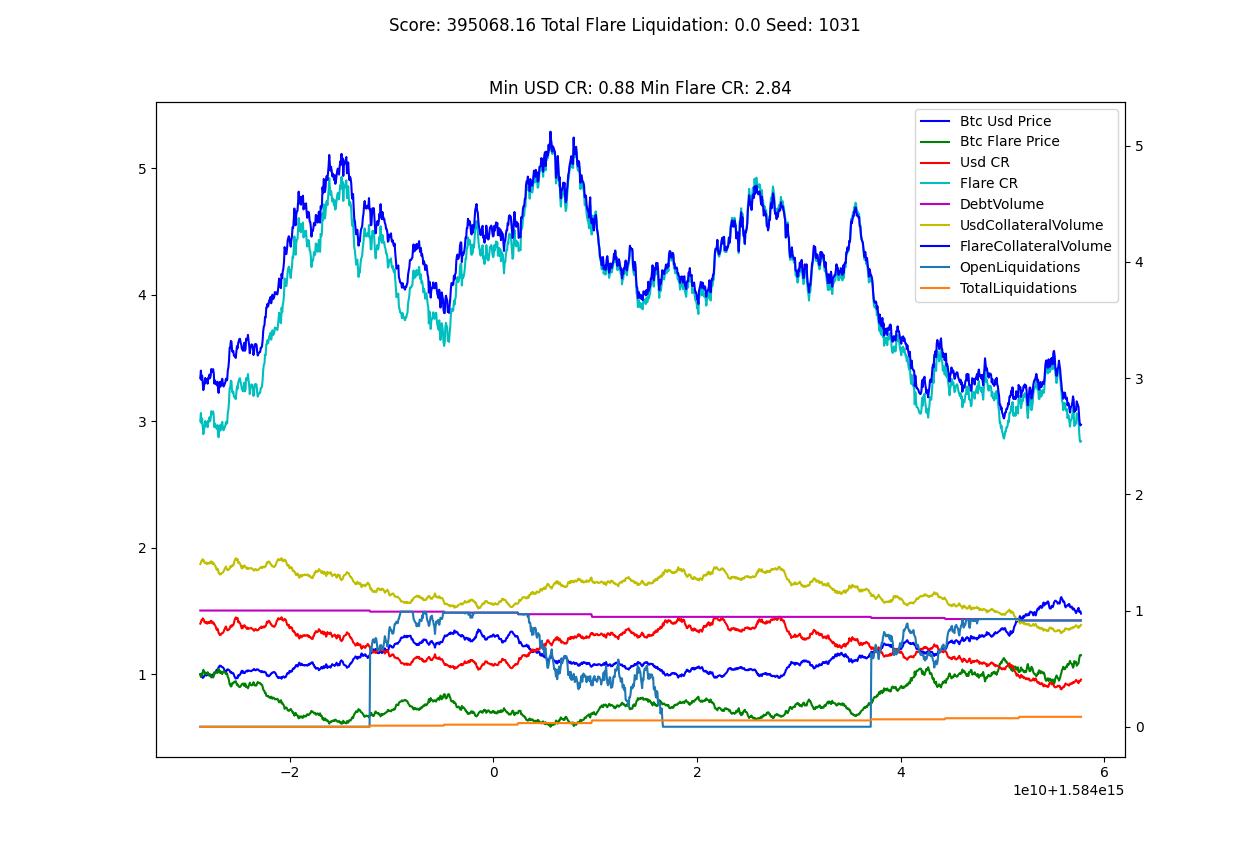 Score: 395068.16 Total Flare Liquidation: 0.0 Seed: 1031
Min USD CR: 0.88 Min Flare CR: 2.84
Btc Usd Price
Btc Flare Price
Usd CR
Flare CR
DebtVolume
UsdCollateralVolume
FlareCollateralVolume
OpenLiquidations
TotalLiquidations
5
4
3
2
1
5
4
3
2
1
0
−2
0
2
4
6
1e10+1.584e15